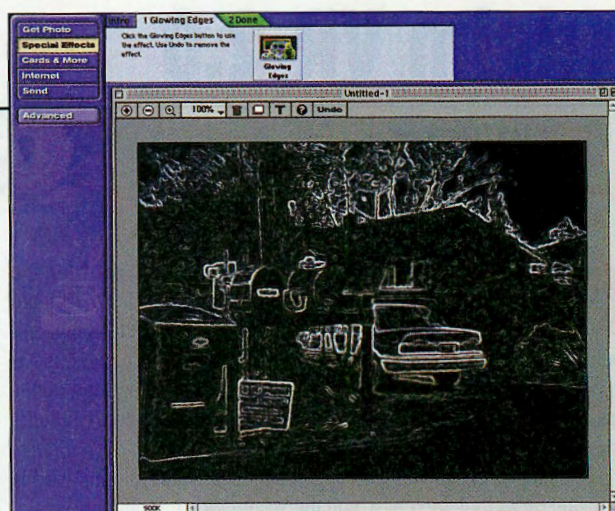 Get Photo
Special Effects
Cards & More
Internet
Send
Advanced
Intro 1 Glowing Edges 2 Done
Click the Glowing Edges button to use
the effect. Use Undo to remove the
effect.
Glowing
Edges
Untitled-1
100% T ? Undo
900K